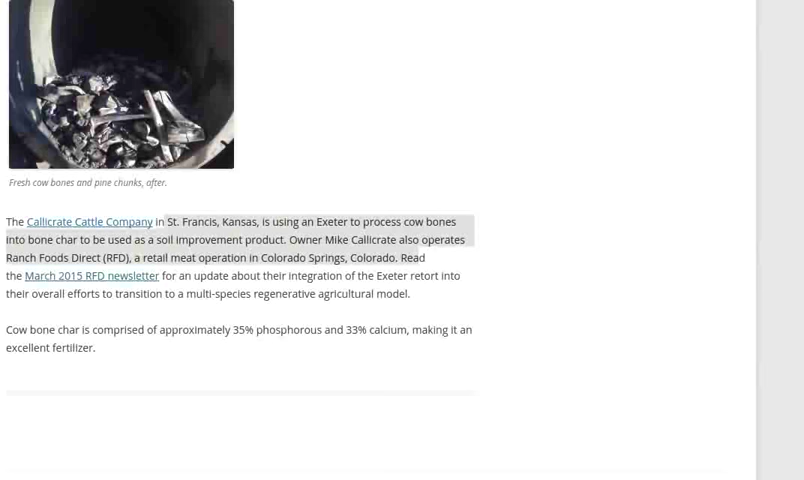 Fresh cow bones and pine chunks, after.
The Callicrate Cattle Company in St. Francis, Kansas, is using an Exeter to process cow bones
into bone char to be used as a soil improvement product. Owner Mike Callicrate also operates
Ranch Foods Direct (RFD), a retail meat operation in Colorado Springs, Colorado. Read
the March 2015 RFD newsletter for an update about their integration of the Exeter retort into
their overall efforts to transition to a multi-species regenerative agricultural model.
Cow bone char is comprised of approximately 35% phosphorous and 33% calcium, making it an
excellent fertilizer.